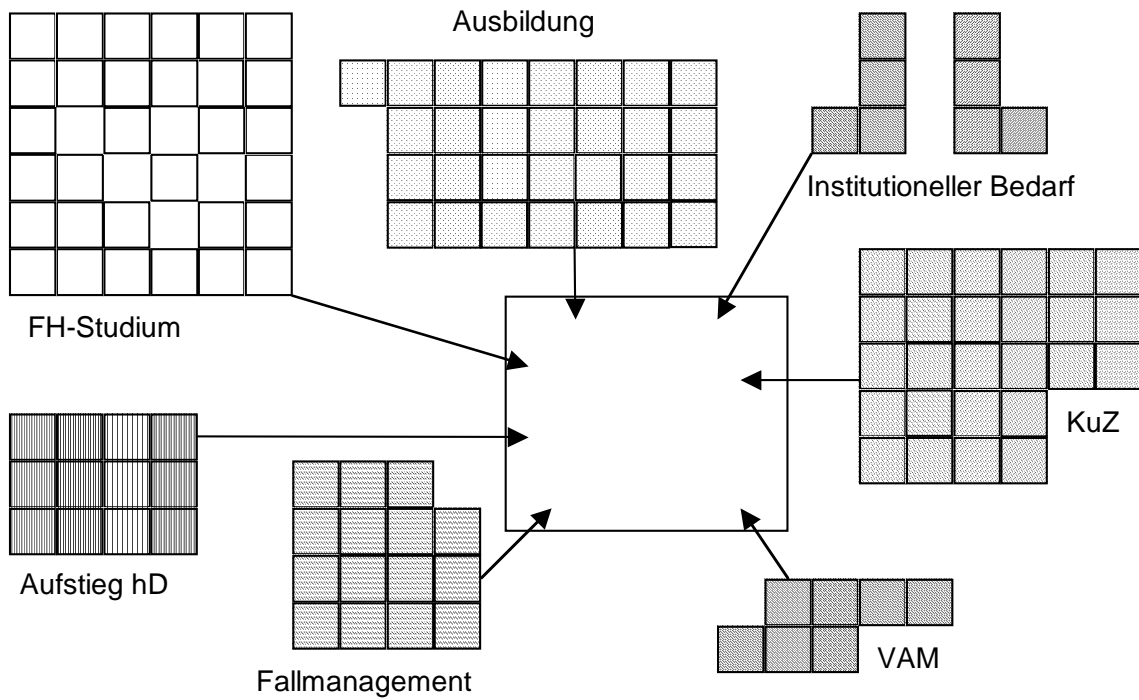 Ausbildung
Institutioneller Bedarf
FH-Studium
KuZ
Aufstieg hD
Fallmanagement
VAM